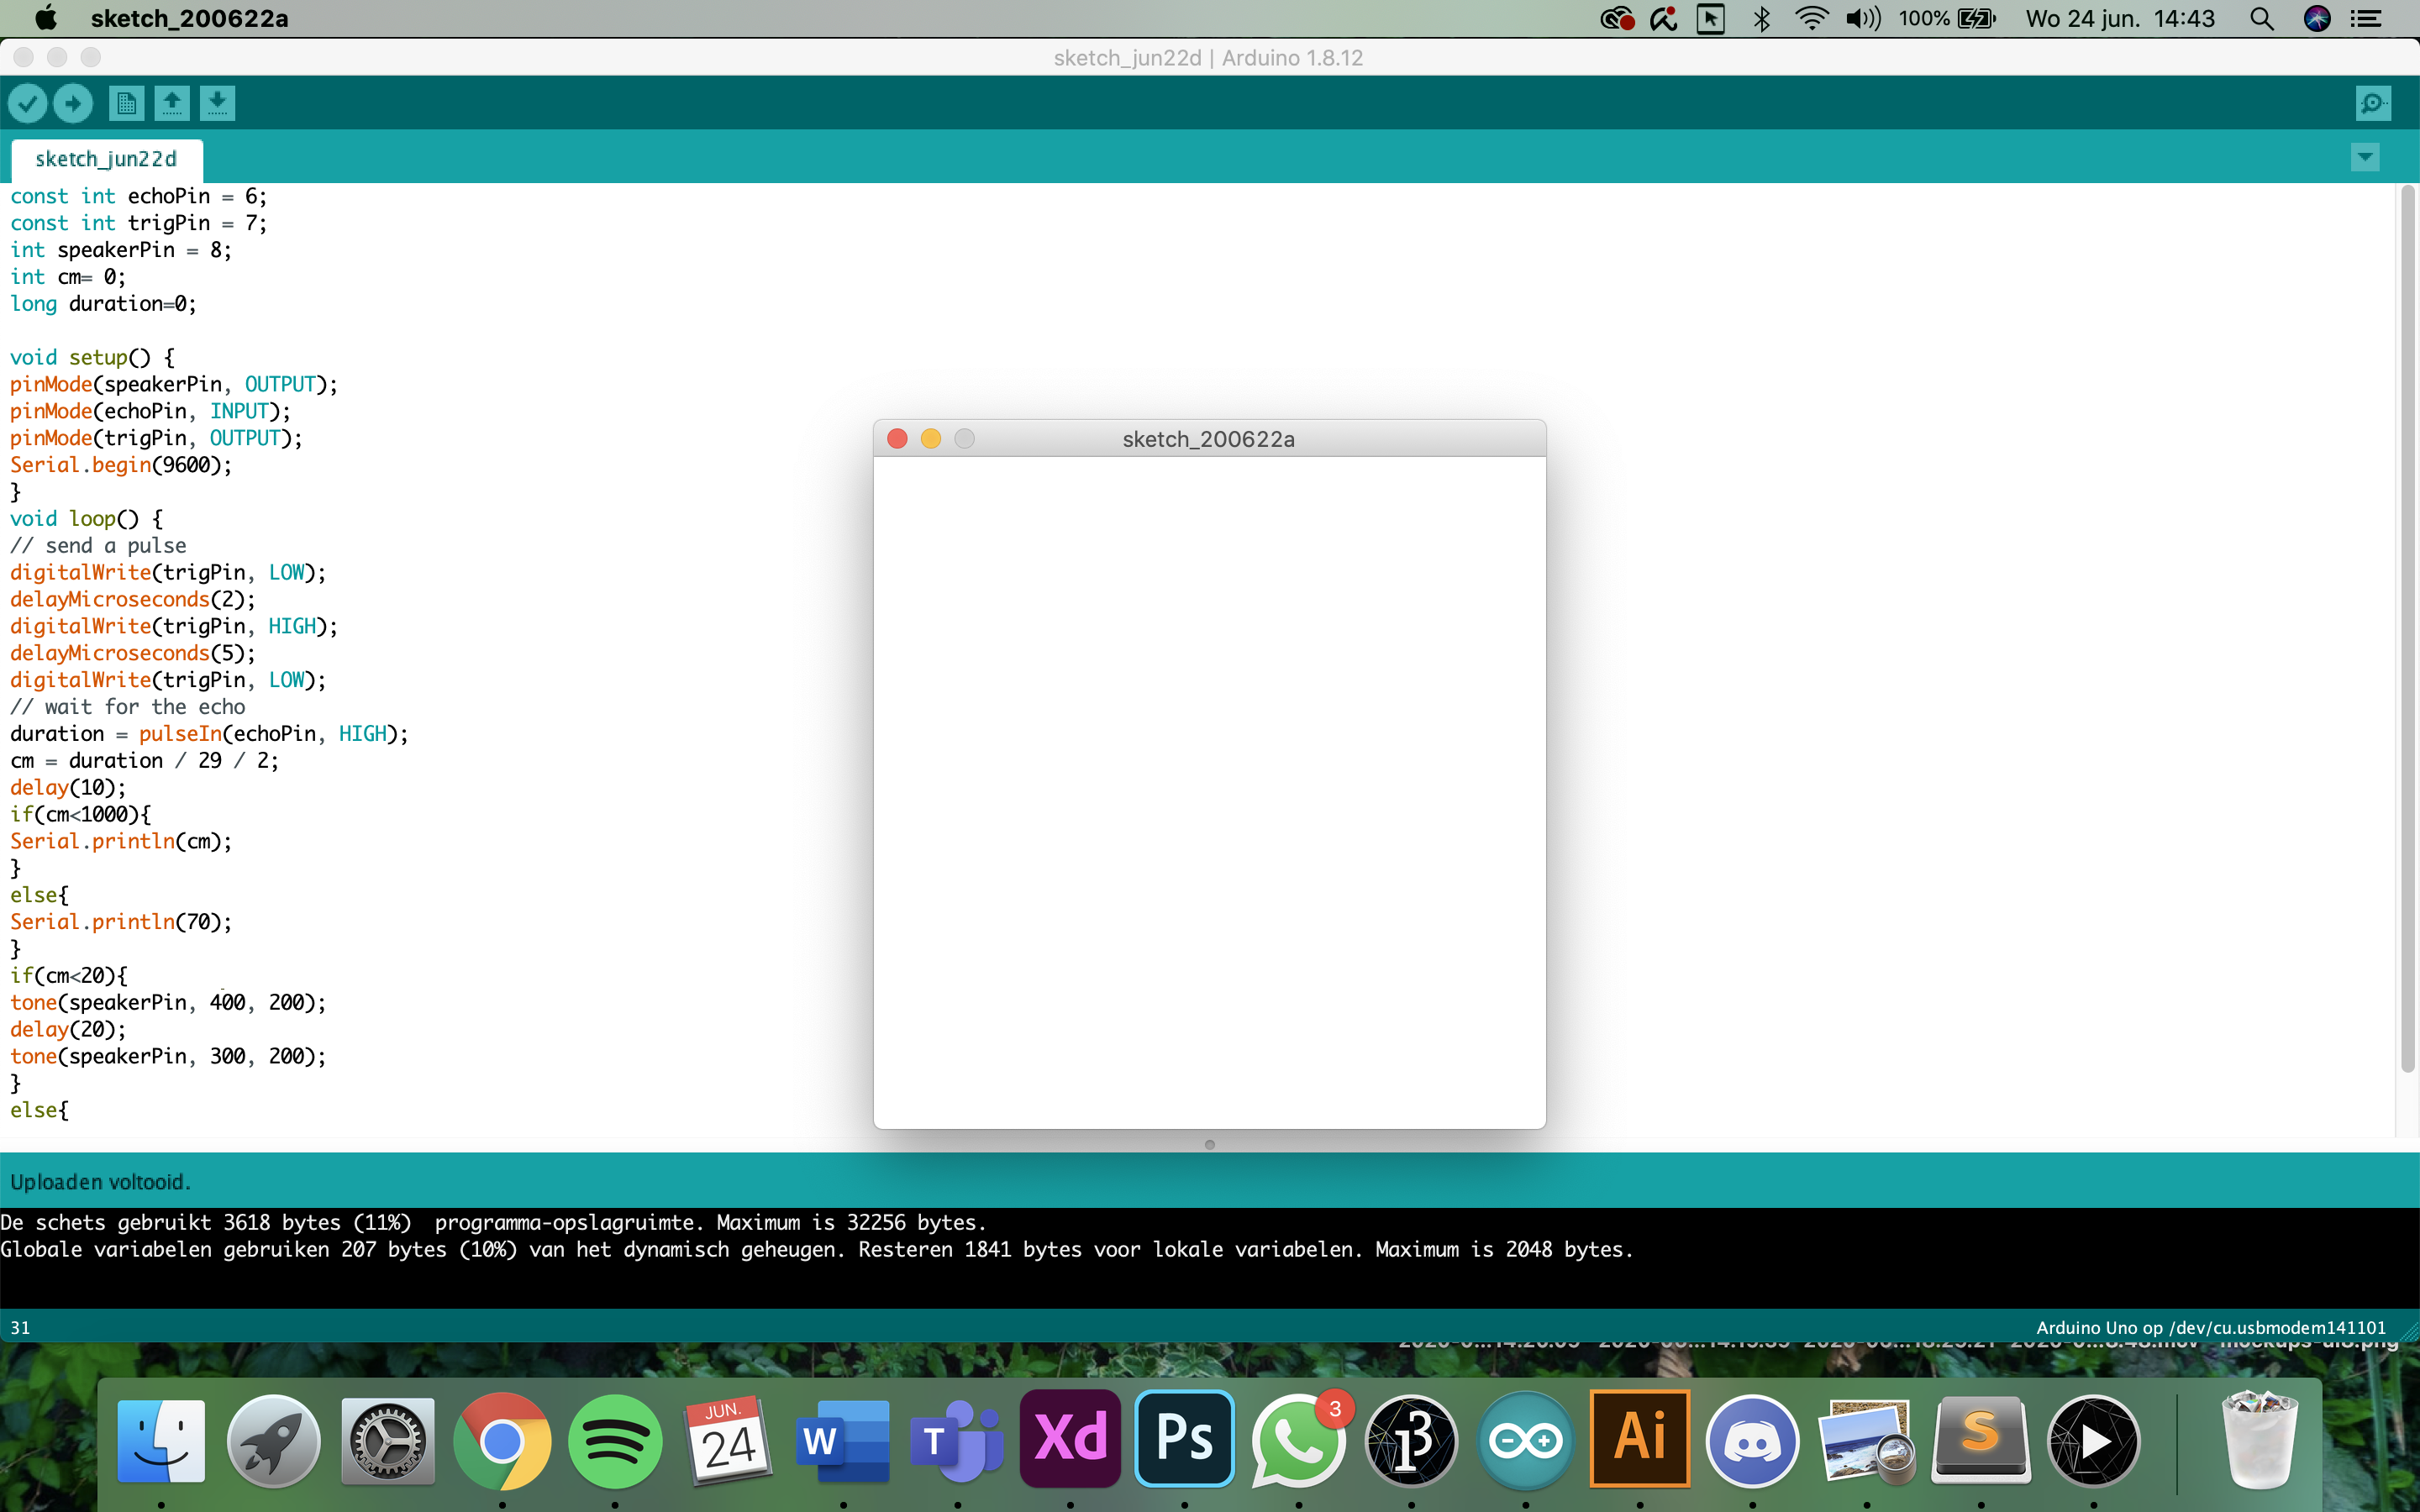 sketch_200622a
100%
Wo 24 jun. 14:43
sketch_jun22d | Arduino 1.8.12
sketch_jun22d
const int echoPin = 6;
const int trigPin = 7;
int speakerPin = 8;
int cm= 0;
long duration=0;
void setup() {
pinMode(speakerPin, OUTPUT);
pinMode(echoPin, INPUT);
pinMode(trigPin, OUTPUT);
Serial.begin(9600);
}
void loop() {
// send a pulse
digitalWrite(trigPin, LOW);
delayMicroseconds(2);
digitalWrite(trigPin, HIGH);
delayMicroseconds(5);
digitalWrite(trigPin, LOW);
// wait for the echo
duration = pulseIn(echoPin, HIGH);
cm = duration / 29 / 2;
delay(10);
if(cm<1000){
Serial.println(cm);
}
else{
Serial.println(70);
}
if(cm<20){
tone(speakerPin, 400, 200);
delay(20);
tone(speakerPin, 300, 200);
}
else{
sketch_200622a
Uploaden voltooid.
De schets gebruikt 3618 bytes (11%)  programma-opslagruimte. Maximum is 32256 bytes.
Globale variabelen gebruiken 207 bytes (10%) van het dynamisch geheugen. Resteren 1841 bytes voor lokale variabelen. Maximum is 2048 bytes.
31
Arduino Uno op /dev/cu.usbmodem141101
JUN.
24
W
T
Xd
Ps
3
Ai
S